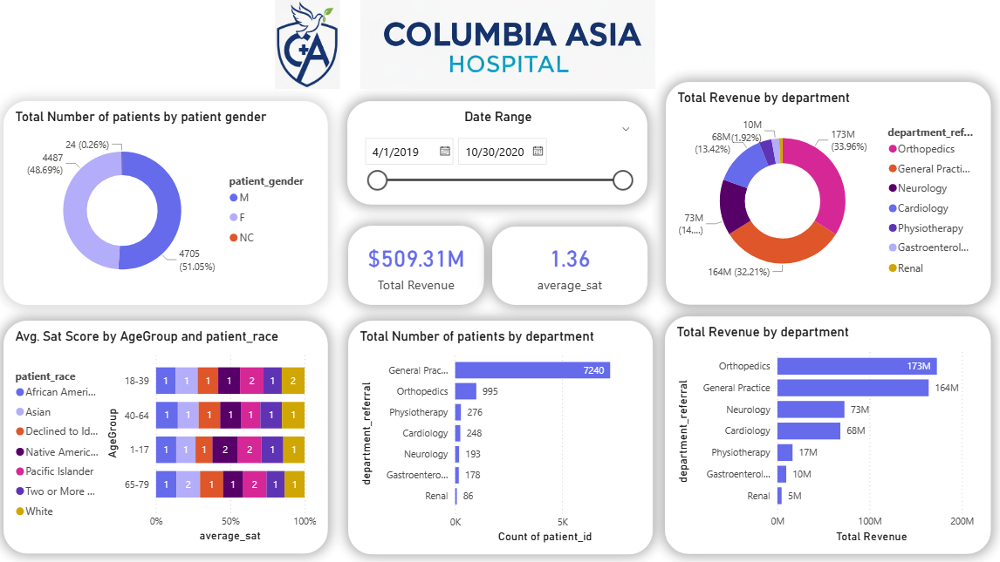 COLUMBIA ASIA
HOSPITAL
CA
Total Number of patients by patient gender
24 (0.26%)
4487
(48.69%)
4705
(51.05%)
patient_gender
M
F
NC
Date Range
4/1/2019
10/30/2020
$509.31M
Total Revenue
1.36
average_sat
Total Revenue by department
10M
(1.92%)
68M
(13.42%)
73M
(14....)
164M (32.21%)
173M
(33.96%)
department_ref...
Orthopedics
General Practi...
Neurology
Cardiology
Physiotherapy
Gastroenterol...
Renal
Avg. Sat Score by AgeGroup and patient_race
patient_race
African Ameri...
Asian
Declined to Id...
Native Americ...
Pacific Islander
Two or More ...
White
AgeGroup
18-39 1 1 1 1 2 1 2
40-64 1 1 1 1 1 1 1
1-17 1 1 1 2 2 1 1
65-79 1 2 1 1 2 1 1
0% 50% 100%
average_sat
Total Number of patients by department
department_referral
General Prac... 7240
Orthopedics 995
Physiotherapy 276
Cardiology 248
Neurology 193
Gastroentero... 178
Renal 86
0K 5K
Count of patient_id
Total Revenue by department
department_referral
Orthopedics 173M
General Practice 164M
Neurology 73M
Cardiology 68M
Physiotherapy 17M
Gastroenterol... 10M
Renal 5M
0M 100M 200M
Total Revenue